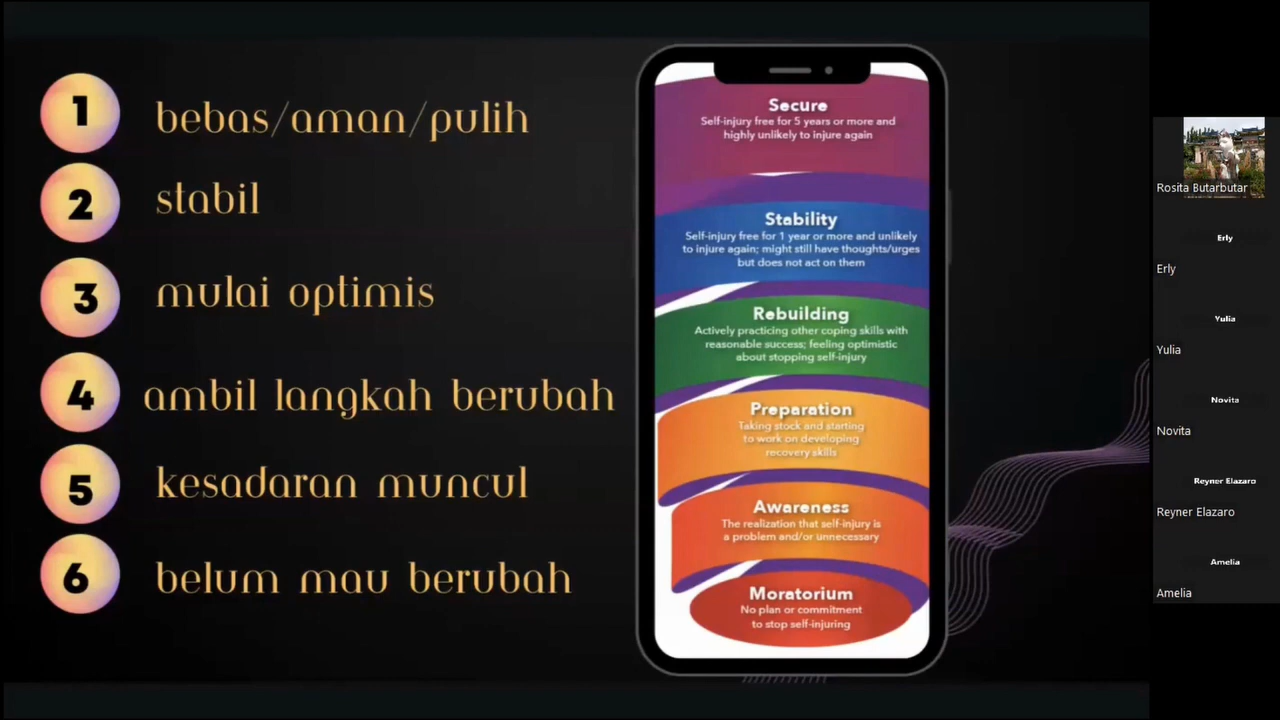 1
bebas/aman/pulih
2
stabil
3
mulai optimis
4
ambil langkah berubah
5
kesadaran muncul
6
belum mau berubah
Secure
Self-injury free for 5 years or more and
highly unlikely to injure again
Stability
Self-injury free for 1 year or more and unlikely
to injure again; might still have thoughts/urges
but does not act on them
Rebuilding
Actively practicing other coping skills with
reasonable success; feeling optimistic
about stopping self-injury
Preparation
Taking stock and starting
to work on developing
recovery skills
Awareness
The realization that self-injury is
a problem and/or unnecessary
Moratorium
No plan or commitment
to stop self-injuring
Rosita Butarbutar
Erly
Erly
Yulia
Yulia
Novita
Novita
Reyner Elazaro
Reyner Elazaro
Amelia
Amelia